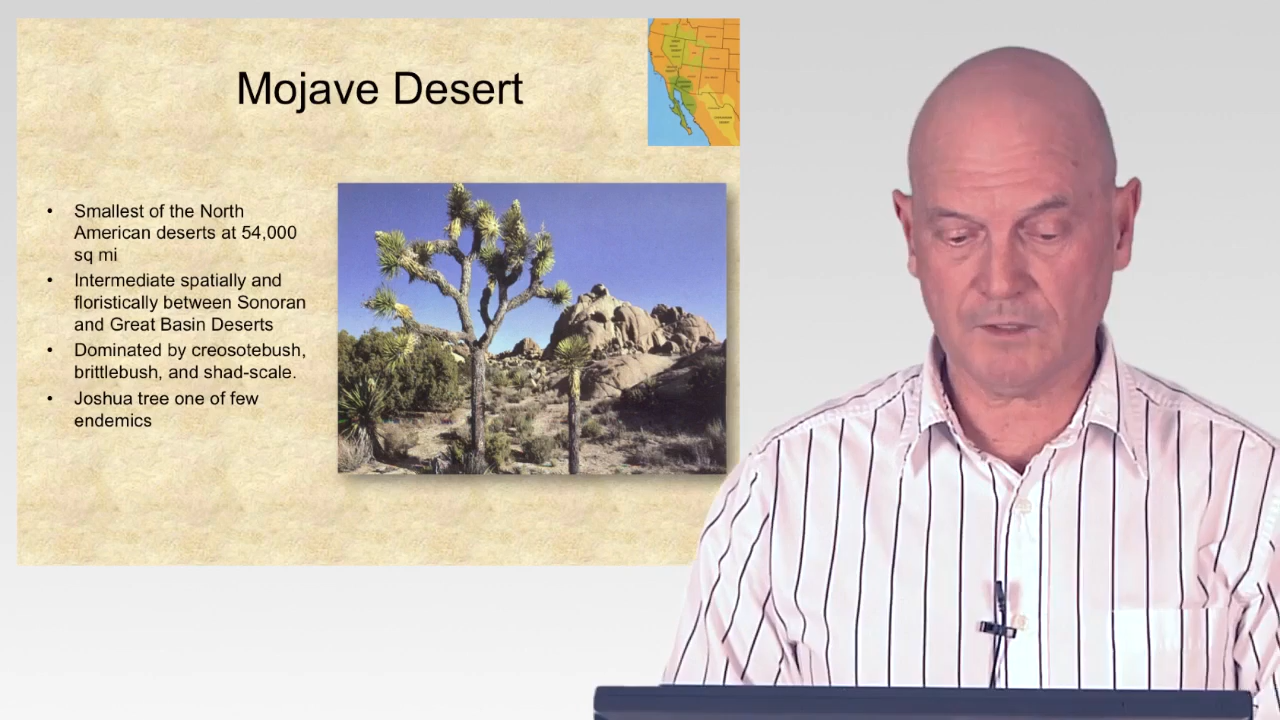 Mojave Desert
• Smallest of the North
American deserts at 54,000
sq mi
• Intermediate spatially and
floristically between Sonoran
and Great Basin Deserts
• Dominated by creosotebush,
brittlebush, and shad-scale.
• Joshua tree one of few
endemics